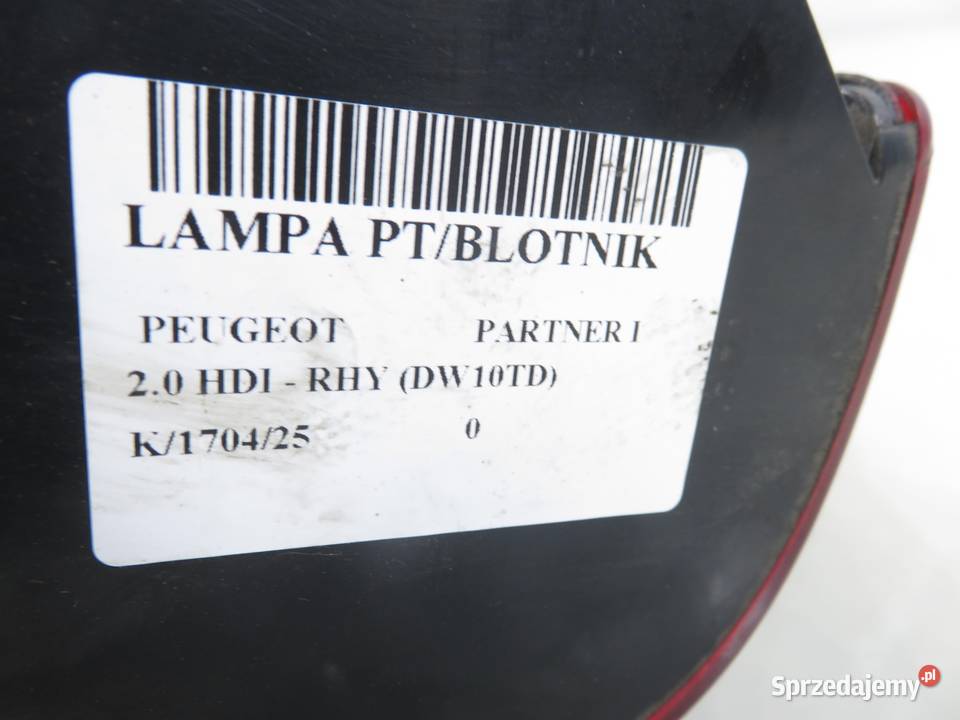 LAMPA PT/BLOTNIK
PEUGEOT PARTNER I
2.0 HDI - RHY (DW10TD)
K/1704/25 0
Sprzedajemy.pl